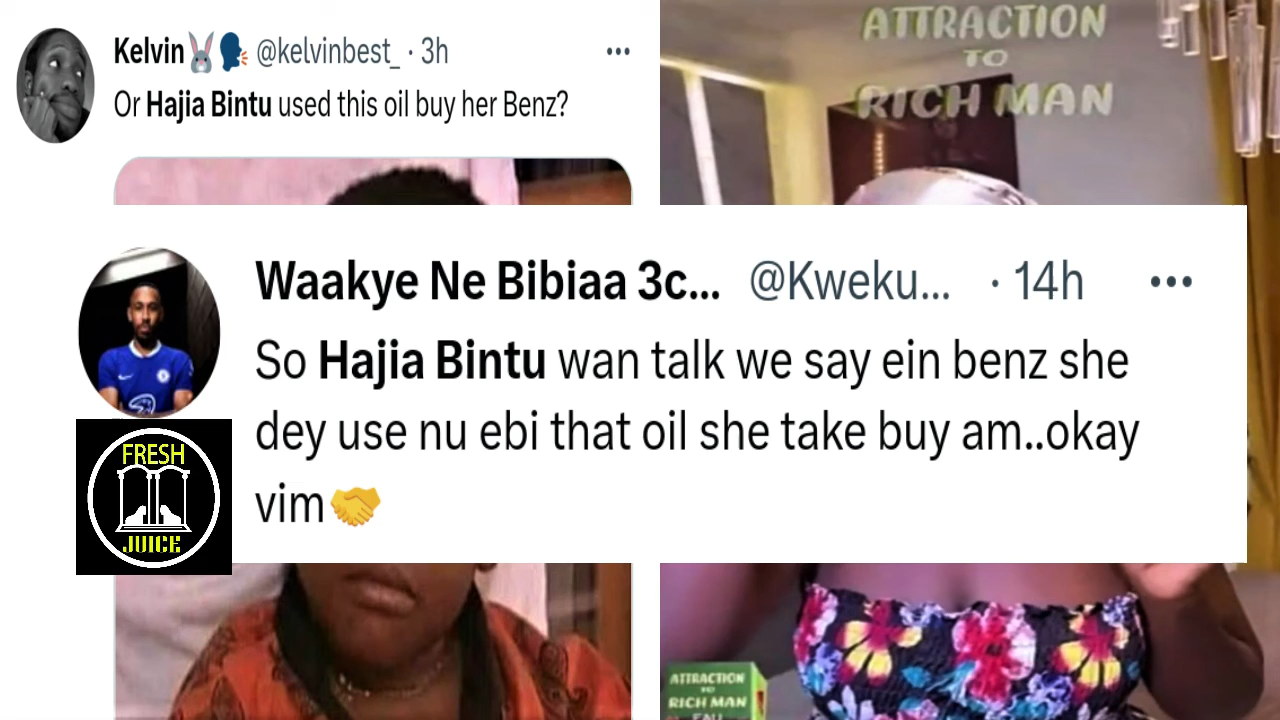 Kelvin🐰🗣️ @kelvinbest_ · 3h
Or Hajia Bintu used this oil buy her Benz?
ATTRACTION
TO
RICH MAN
Waakye Ne Bibiaa 3c... @Kweku... · 14h
So Hajia Bintu wan talk we say ein benz she
dey use nu ebi that oil she take buy am..okay
vim🤝
FRESH
JUICE
ATTRACTION
TO
RICH MAN